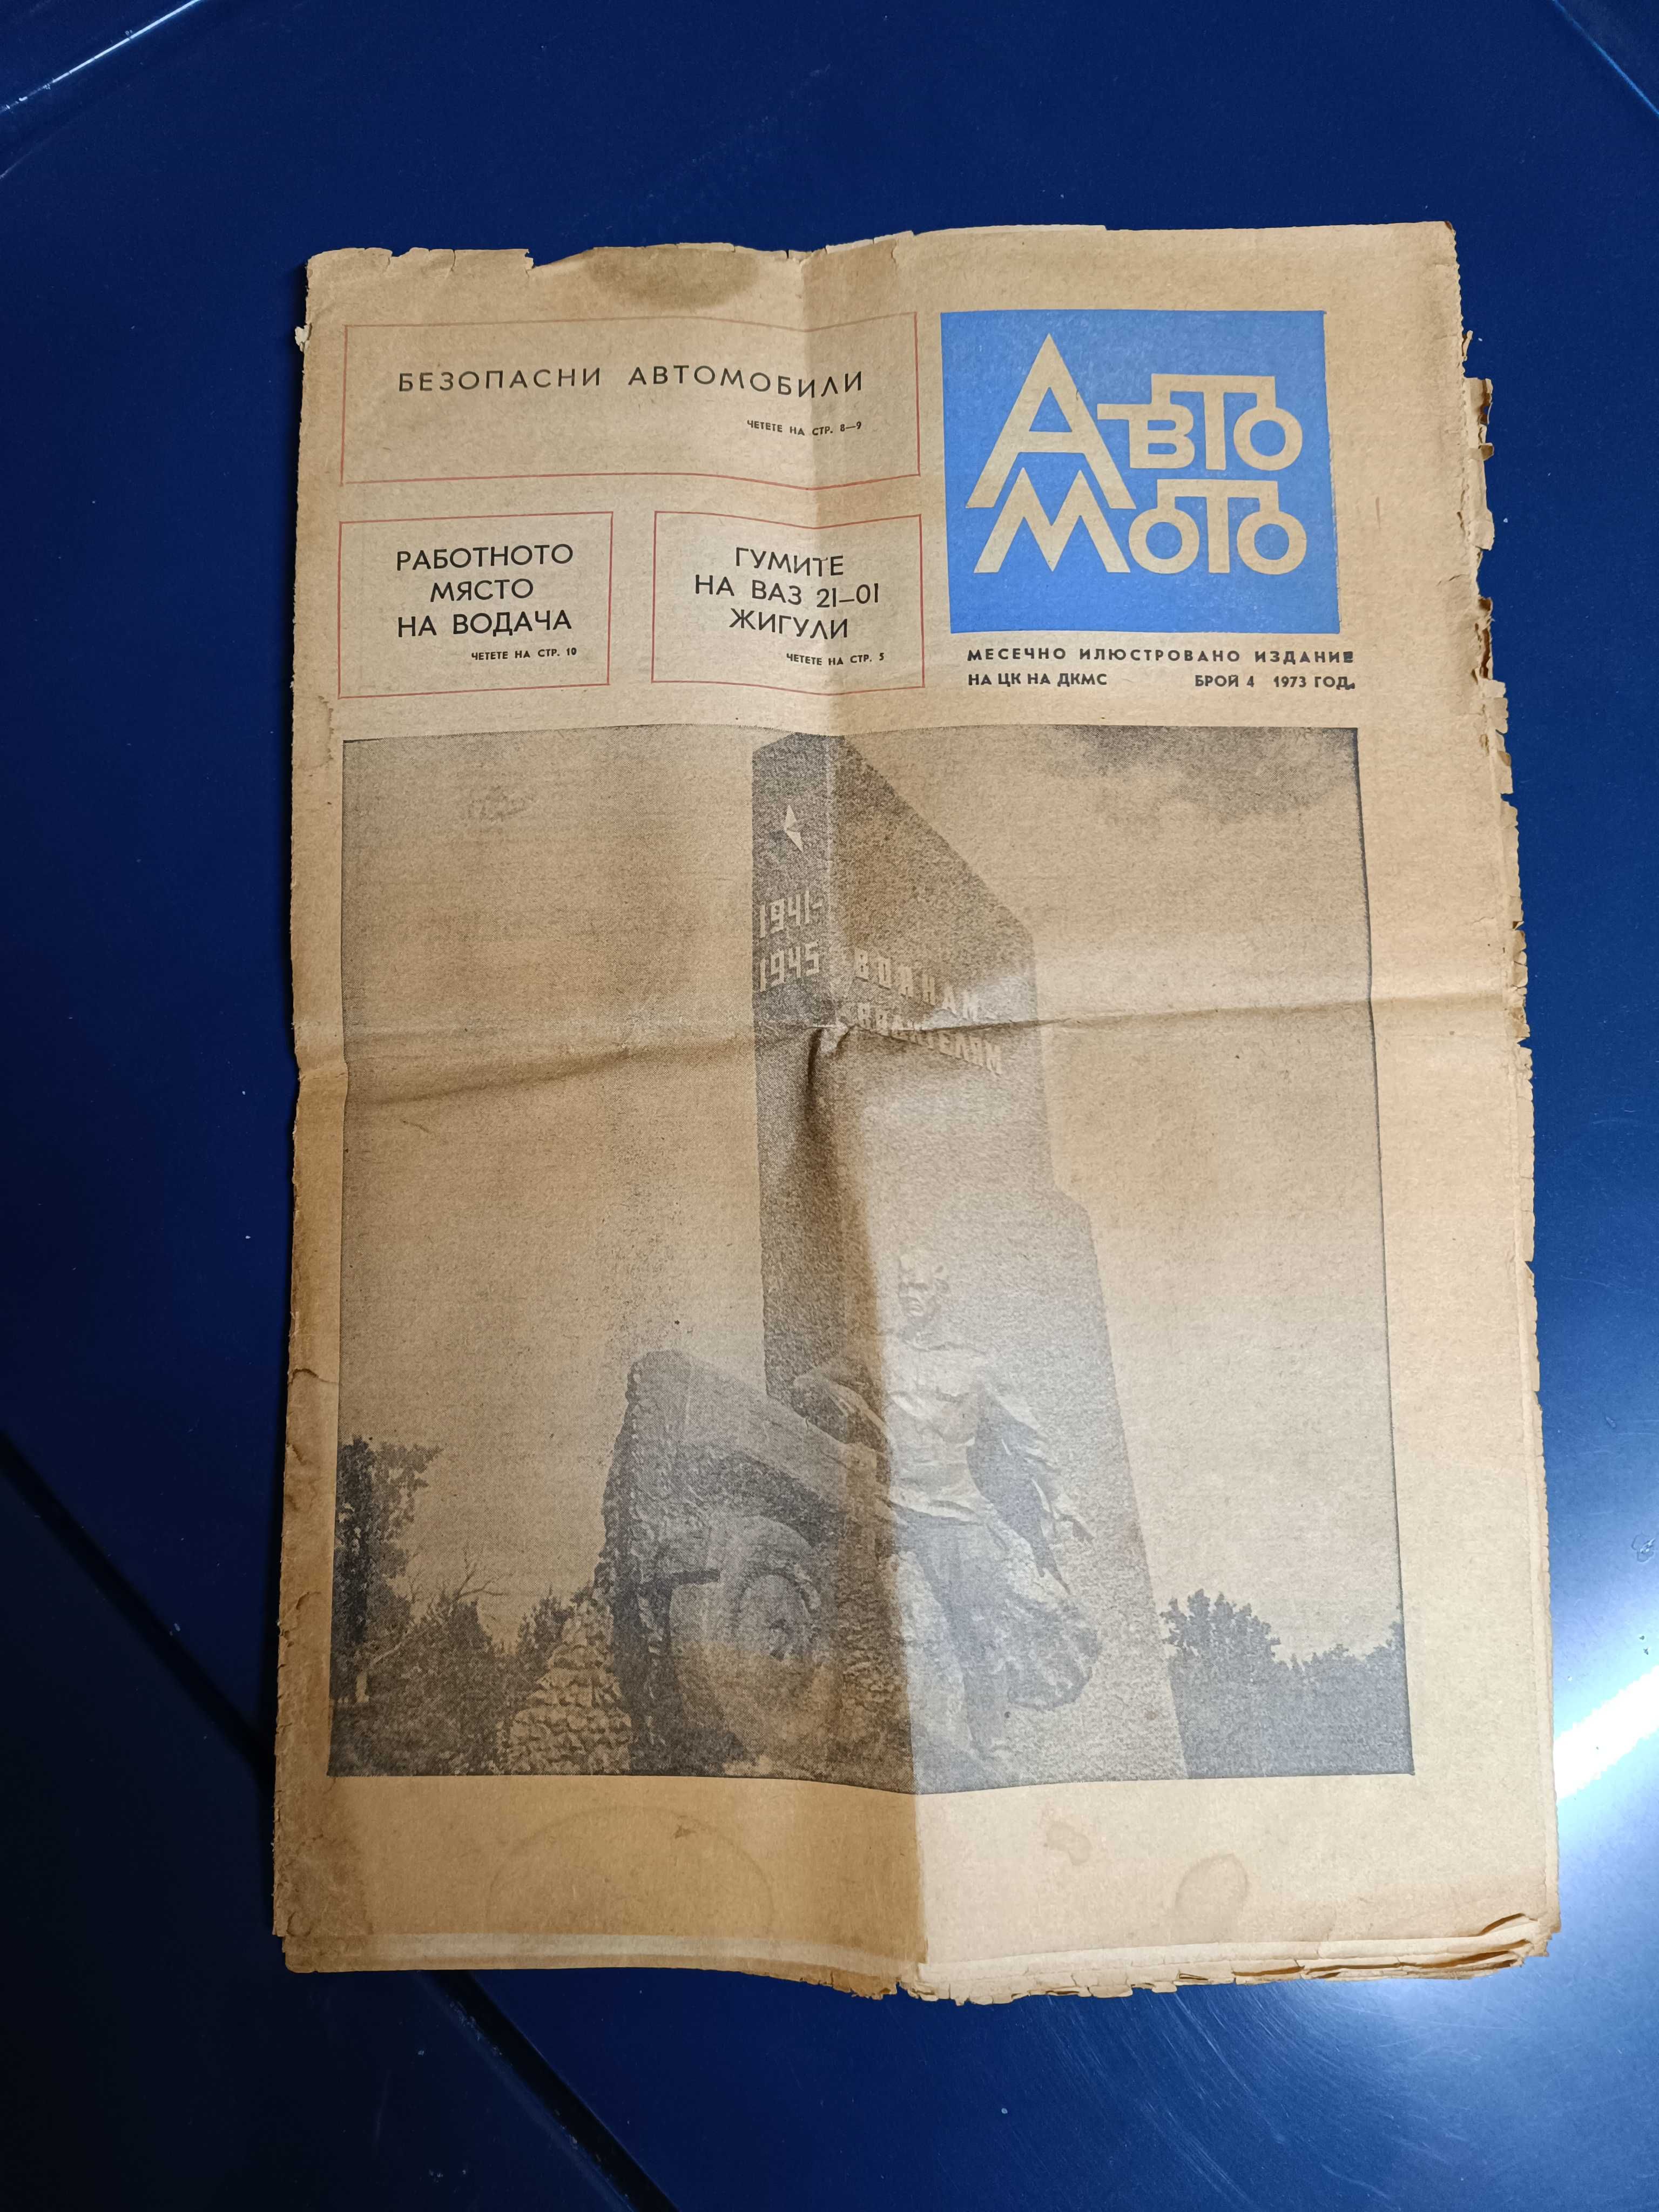 БЕЗОПАСНИ АВТОМОБИЛИ
ЧЕТЕТЕ НА СТР. 8—9
РАБОТНОТО
МЯСТО
НА ВОДАЧА
ЧЕТЕТЕ НА СТР. 10
ГУМИТЕ
НА ВАЗ 21—01
ЖИГУЛИ
ЧЕТЕТЕ НА СТР. 5
АВТО
МОТО
МЕСЕЧНО ИЛЮСТРОВАНО ИЗДАНИЕ
НА ЦК НА ДКМС БРОЙ 4 1973 ГОД.
1941-
1945
ВОИНАМ-
ВОДИТЕЛЯМ